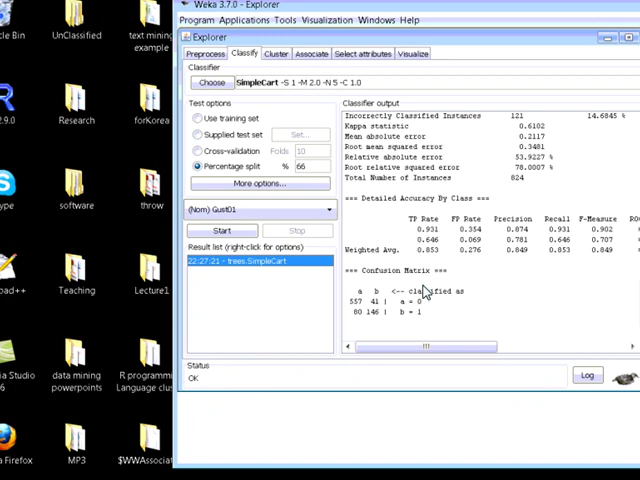 Weka 3.7.0 - Explorer
Program Applications Tools Visualization Windows Help
Explorer
Preprocess Classify Cluster Associate Select attributes Visualize
Classifier
Choose SimpleCart -S 1 -M 2.0 -N 5 -C 1.0
Test options
Use training set
Supplied test set Set...
Cross-validation Folds 10
Percentage split % 66
More options...
(Nom) Gust01
Start Stop
Result list (right-click for options)
22:27:21 - trees.SimpleCart
Classifier output
Incorrectly Classified Instances 121 14.6845 %
Kappa statistic 0.6102
Mean absolute error 0.2117
Root mean squared error 0.3481
Relative absolute error 53.9227 %
Root relative squared error 78.0007 %
Total Number of Instances 824
=== Detailed Accuracy By Class ===
TP Rate FP Rate Precision Recall F-Measure RO
0.931 0.354 0.874 0.931 0.902
0.646 0.069 0.781 0.646 0.707
Weighted Avg. 0.853 0.276 0.849 0.853 0.849
=== Confusion Matrix ===
a b <-- classified as
557 41 | a = 0
80 146 | b = 1
Status
OK
Log
cle Bin
UnClassified
text mining
example
2.9.0
Research
forKorea
ype
software
throw
pad++
Teaching
Lecture1
Studio
6
data mining
powerpoints
R programming
Language clus
Firefox
MP3
$WWAssociat